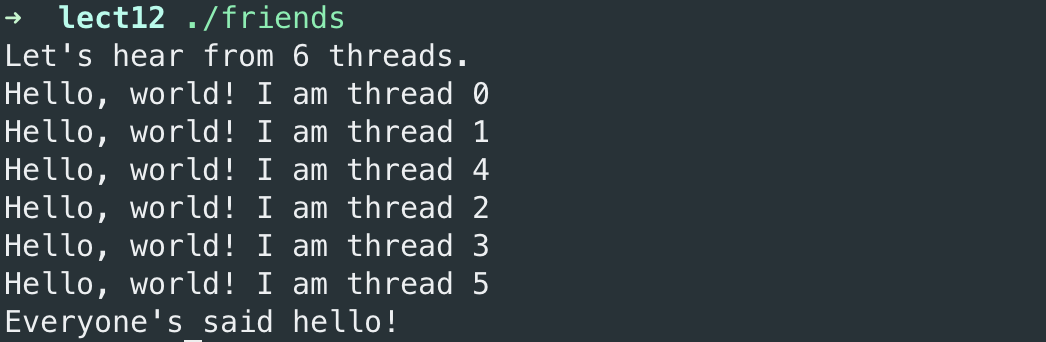 ➜  lect12 ./friends
Let's hear from 6 threads.
Hello, world! I am thread 0
Hello, world! I am thread 1
Hello, world! I am thread 4
Hello, world! I am thread 2
Hello, world! I am thread 3
Hello, world! I am thread 5
Everyone's said hello!